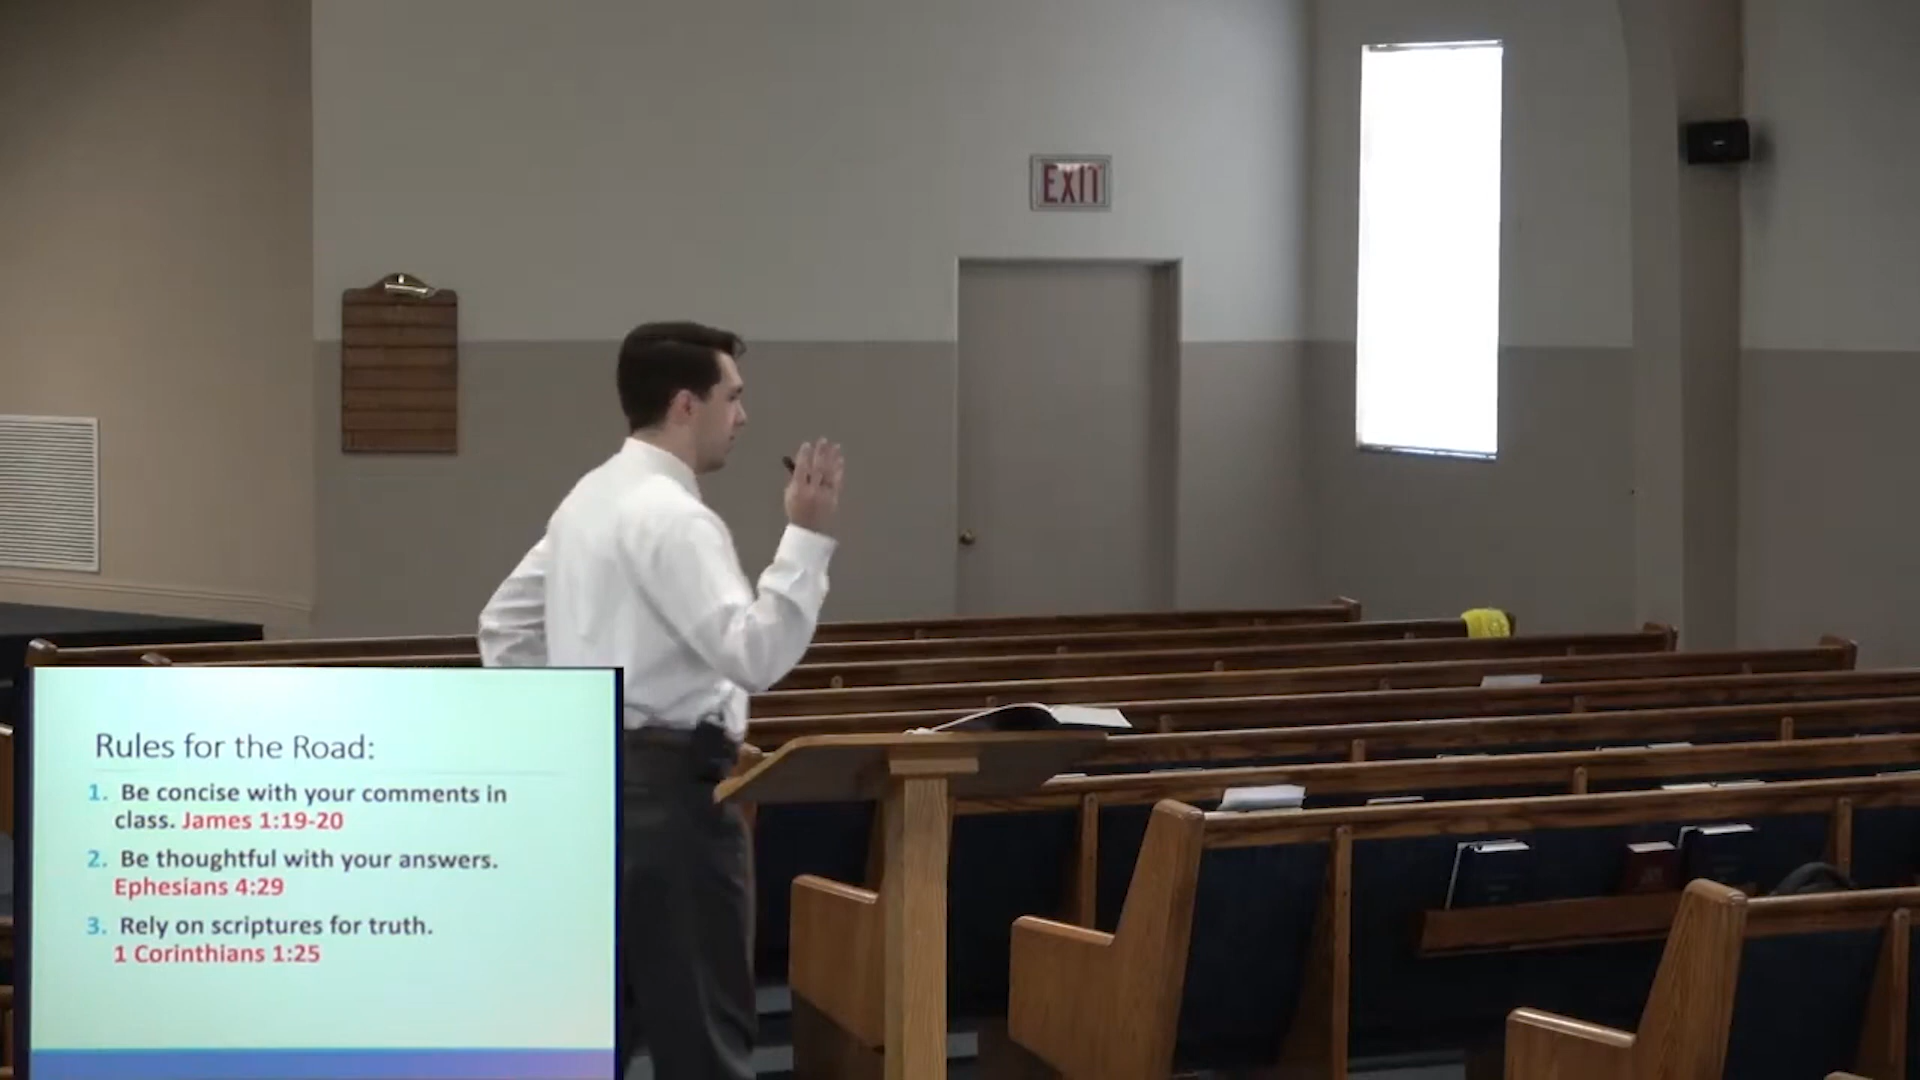 EXIT
Rules for the Road:
1. Be concise with your comments in
class. James 1:19-20
2. Be thoughtful with your answers.
Ephesians 4:29
3. Rely on scriptures for truth.
1 Corinthians 1:25